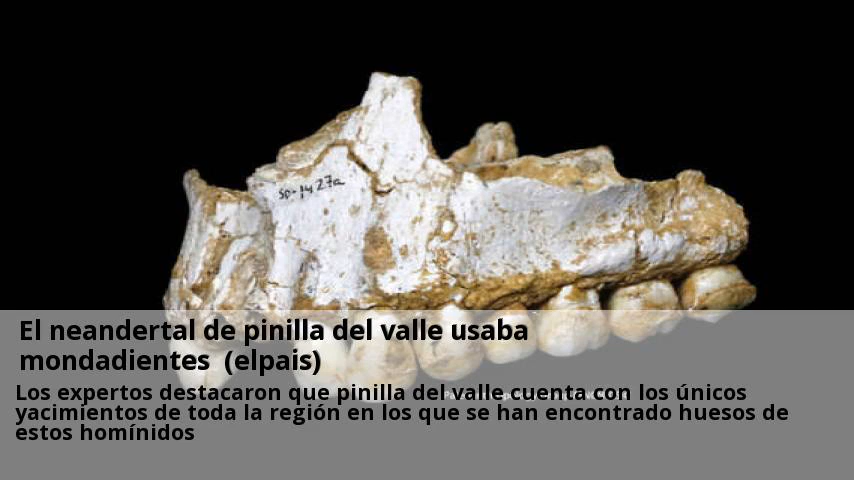 El neandertal de pinilla del valle usaba
mondadientes (elpais)
Los expertos destacaron que pinilla del valle cuenta con los únicos
yacimientos de toda la región en los que se han encontrado huesos de
estos homínidos